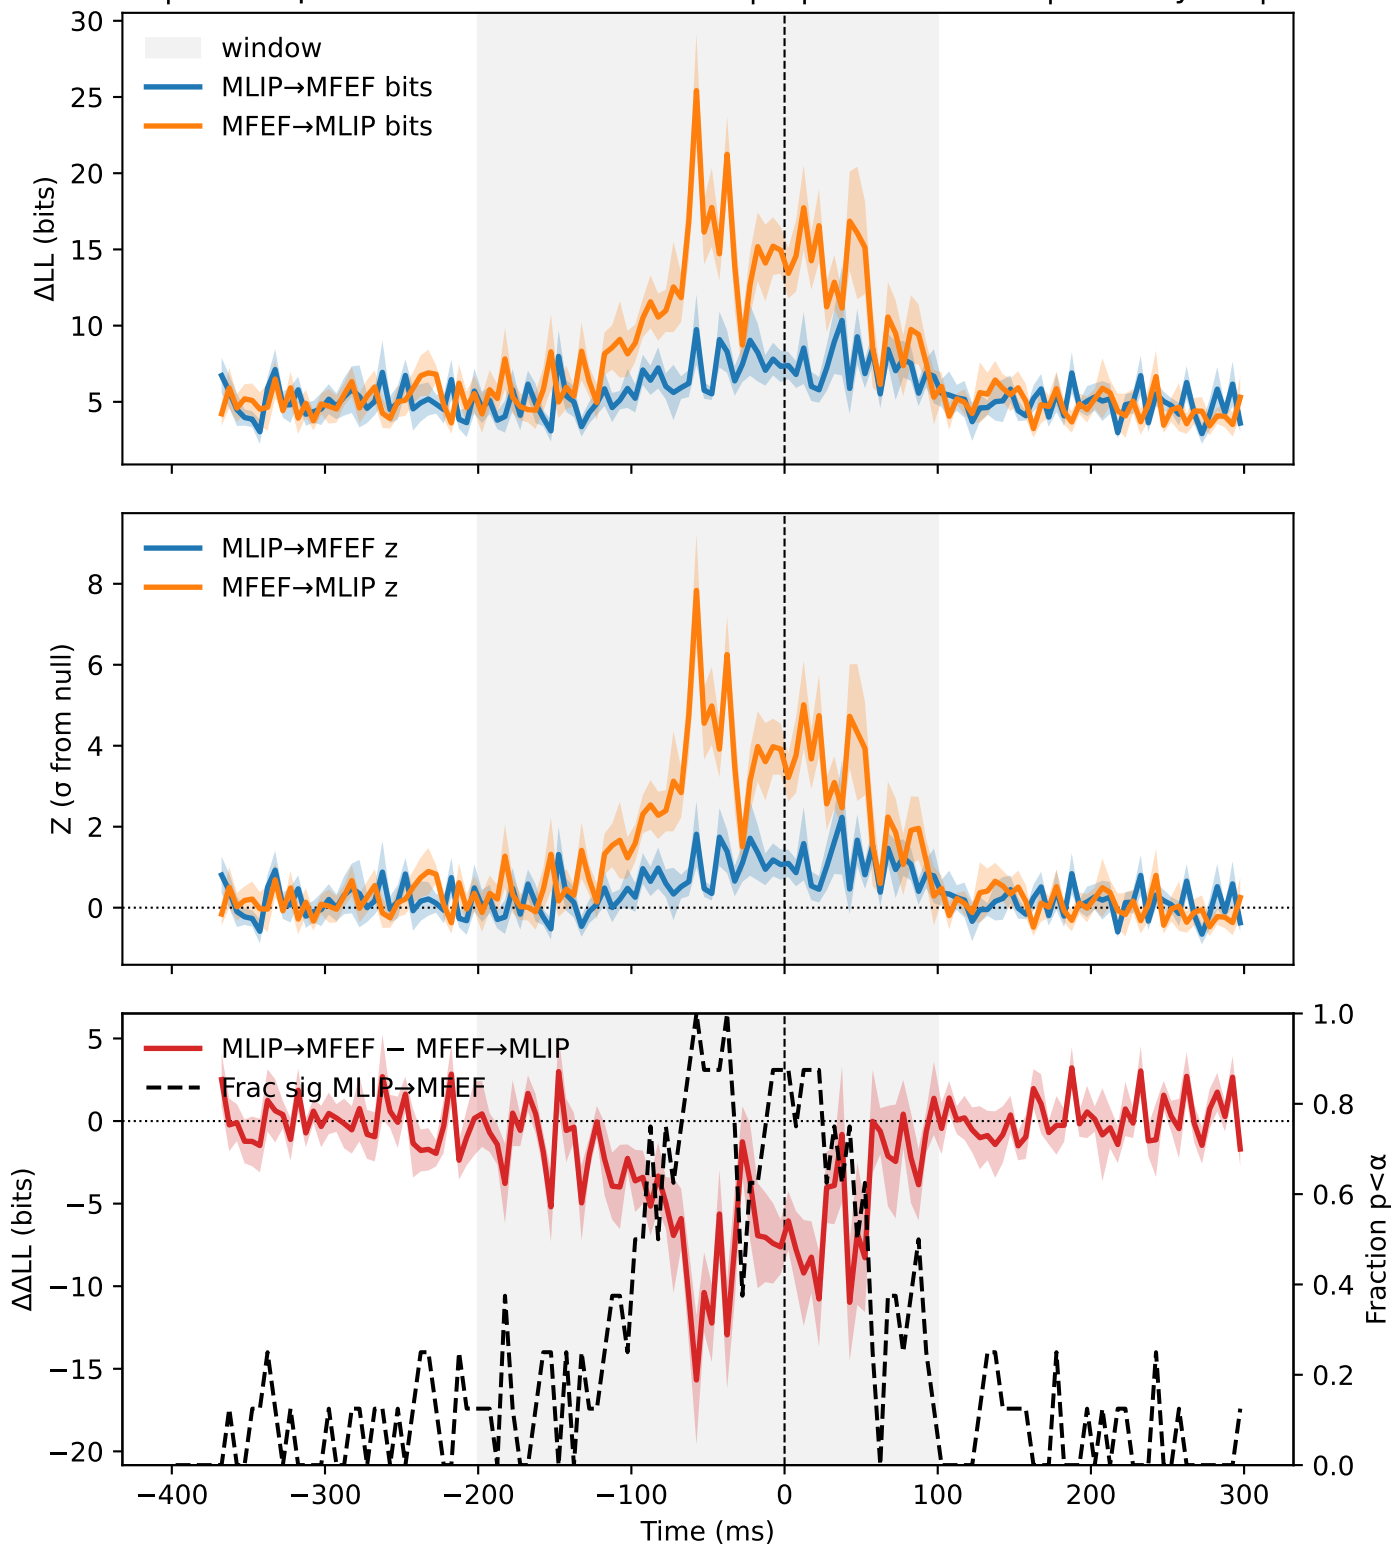 30
25
20
15
10
5
ΔLL (bits)
window
MLIP→MFEF bits
MFEF→MLIP bits
8
6
4
2
0
Z (σ from null)
MLIP→MFEF z
MFEF→MLIP z
5
0
−5
−10
−15
−20
ΔΔLL (bits)
MLIP→MFEF − MFEF→MLIP
Frac sig MLIP→MFEF
1.0
0.8
0.6
0.4
0.2
0.0
Fraction p<α
−400 −300 −200 −100 0 100 200 300
Time (ms)